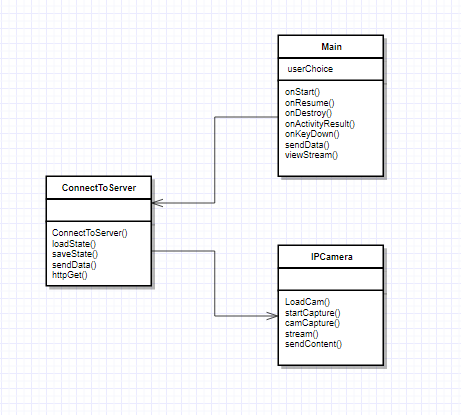 Main
userChoice
onStart()
onResume()
onDestroy()
onActivityResult()
onKeyDown()
sendData()
viewStream()
ConnectToServer
ConnectToServer()
loadState()
saveState()
sendData()
httpGet()
IPCamera
LoadCam()
startCapture()
camCapture()
stream()
sendContent()